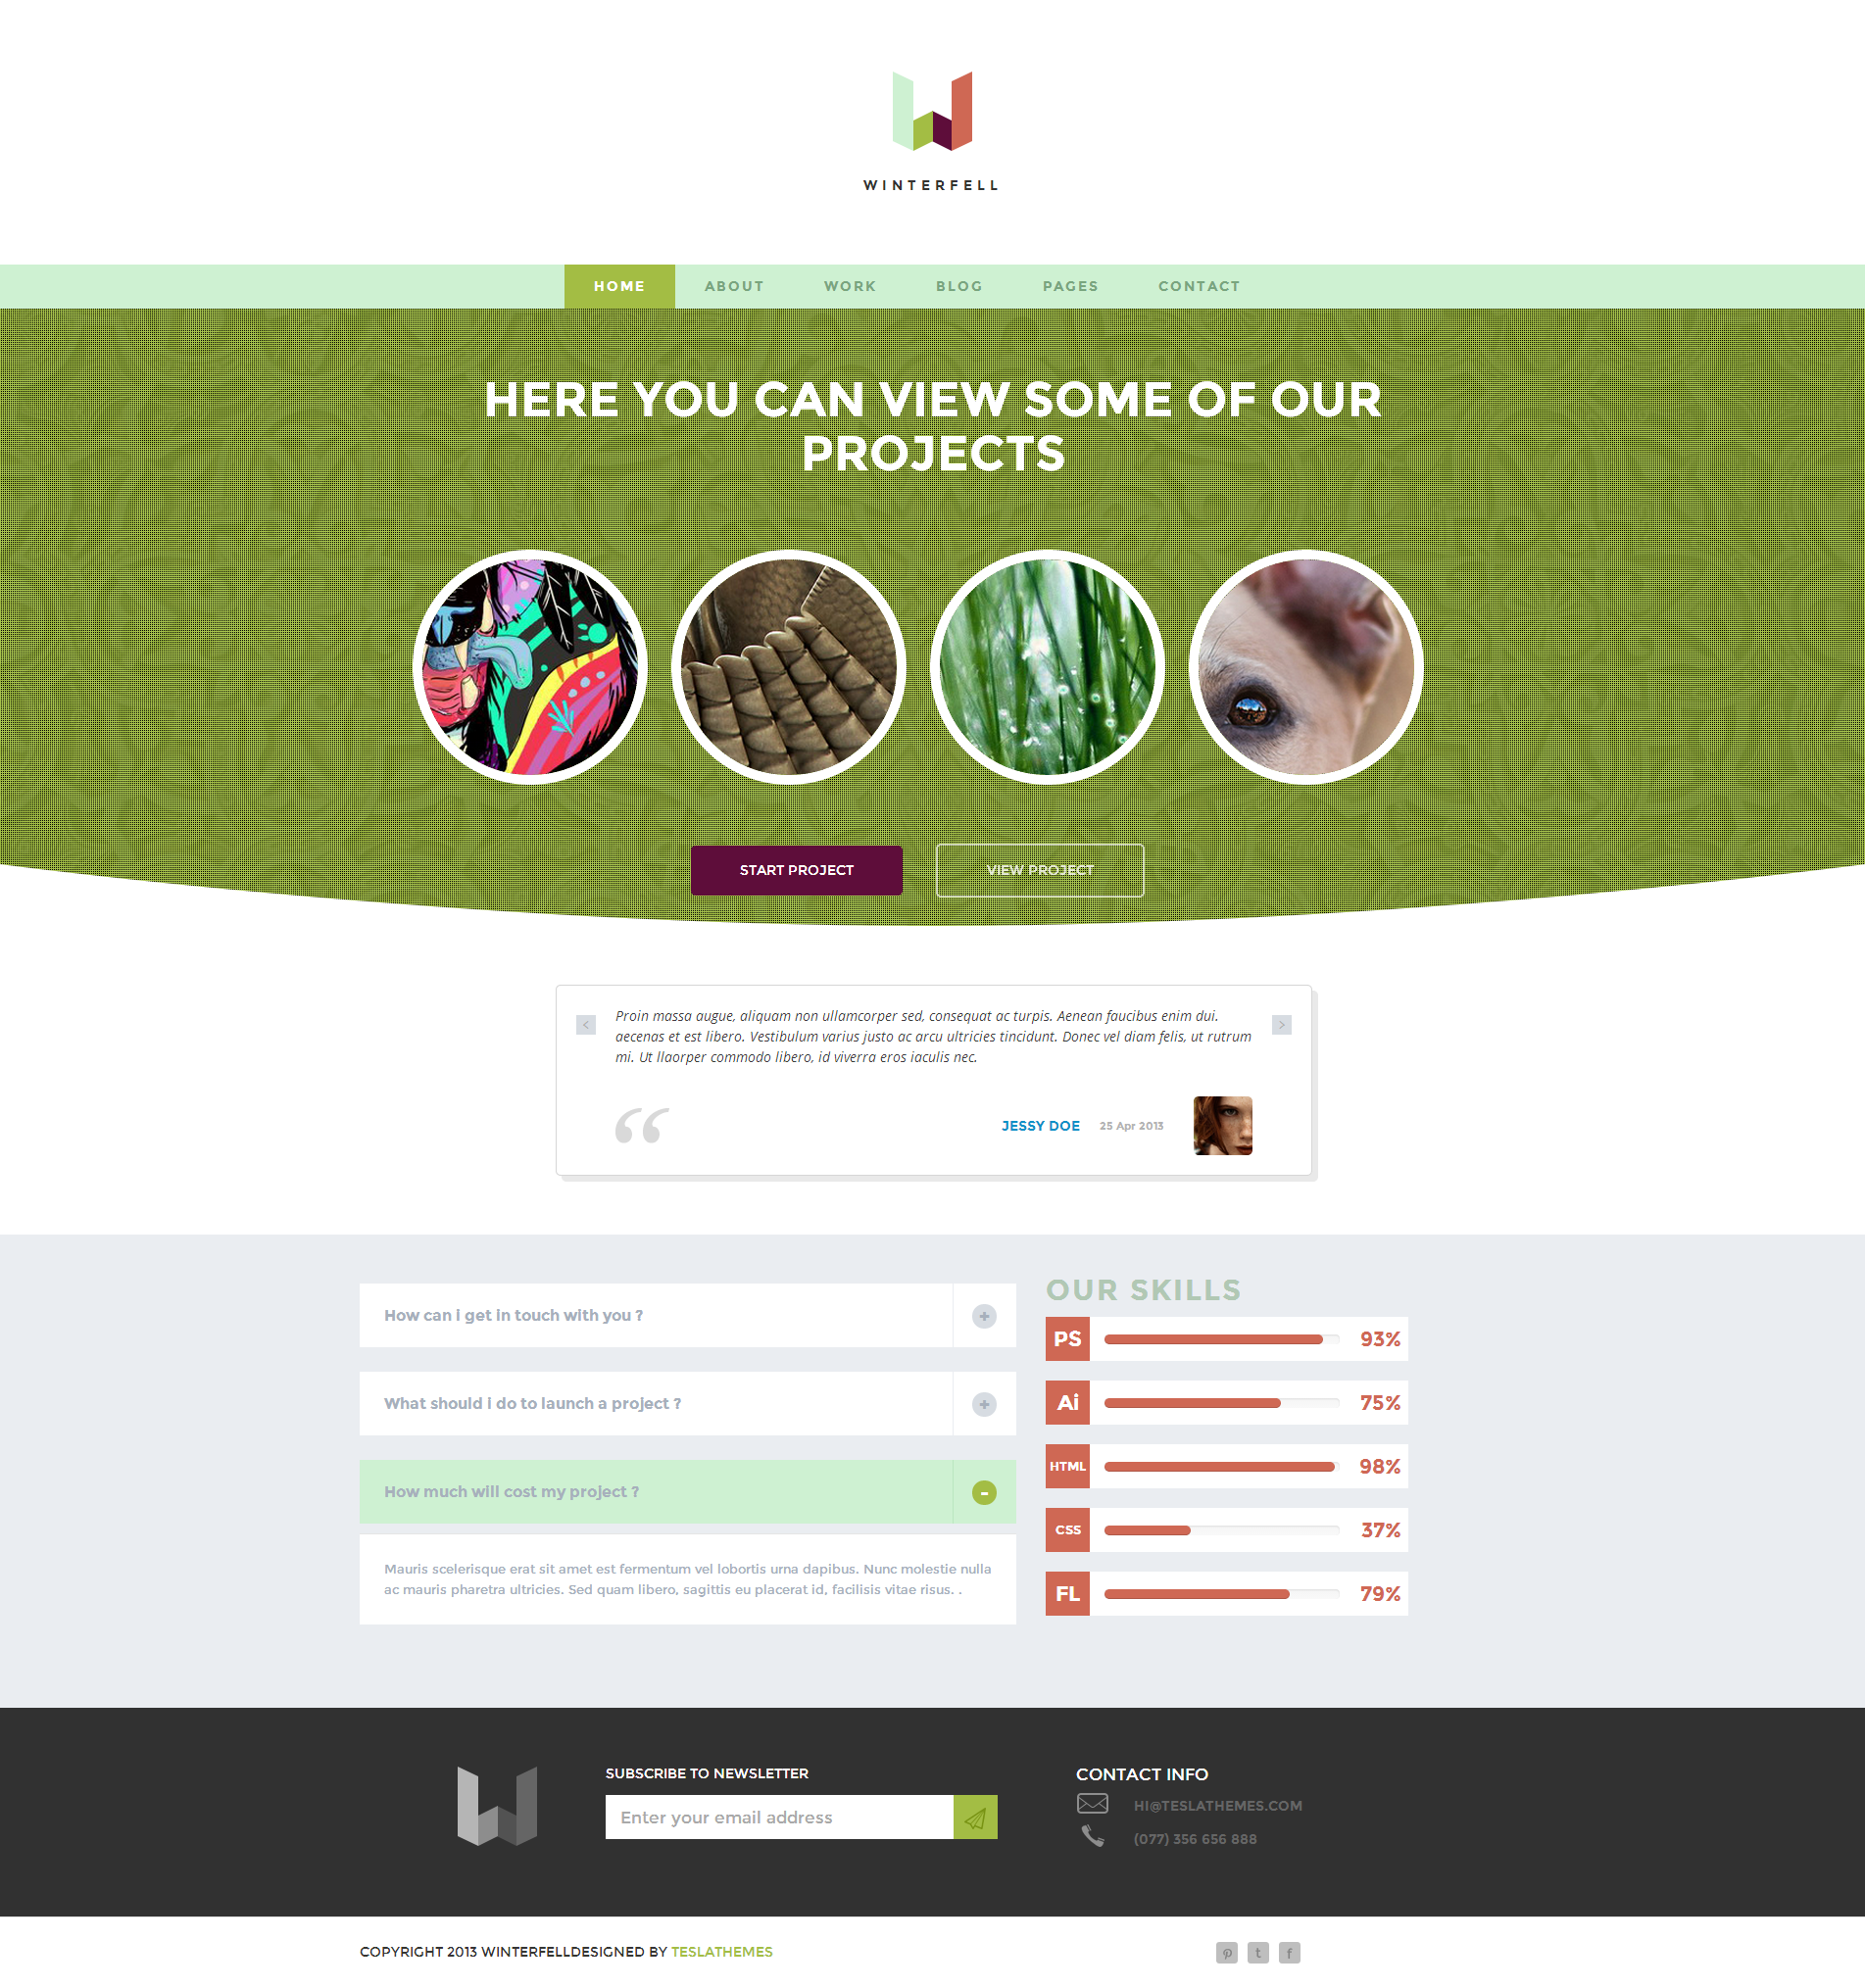 WINTERFELL
HOME ABOUT WORK BLOG PAGES CONTACT
HERE YOU CAN VIEW SOME OF OUR
PROJECTS
START PROJECT VIEW PROJECT
Proin massa augue, aliquam non ullamcorper sed, consequat ac turpis. Aenean faucibus enim dui.
aecenas et est libero. Vestibulum varius justo ac arcu ultricies tincidunt. Donec vel diam felis, ut rutrum
mi. Ut llaorper commodo libero, id viverra eros iaculis nec.
JESSY DOE 25 Apr 2013
How can i get in touch with you ?
What should i do to launch a project ?
How much will cost my project ?
Mauris scelerisque erat sit amet est fermentum vel lobortis urna dapibus. Nunc molestie nulla
ac mauris pharetra ultricies. Sed quam libero, sagittis eu placerat id, facilisis vitae risus. .
OUR SKILLS
PS 93%
Ai 75%
HTML 98%
CSS 37%
FL 79%
SUBSCRIBE TO NEWSLETTER
Enter your email address
CONTACT INFO
HI@TESLATHEMES.COM
(077) 356 656 888
COPYRIGHT 2013 WINTERFELLDESIGNED BY TESLATHEMES